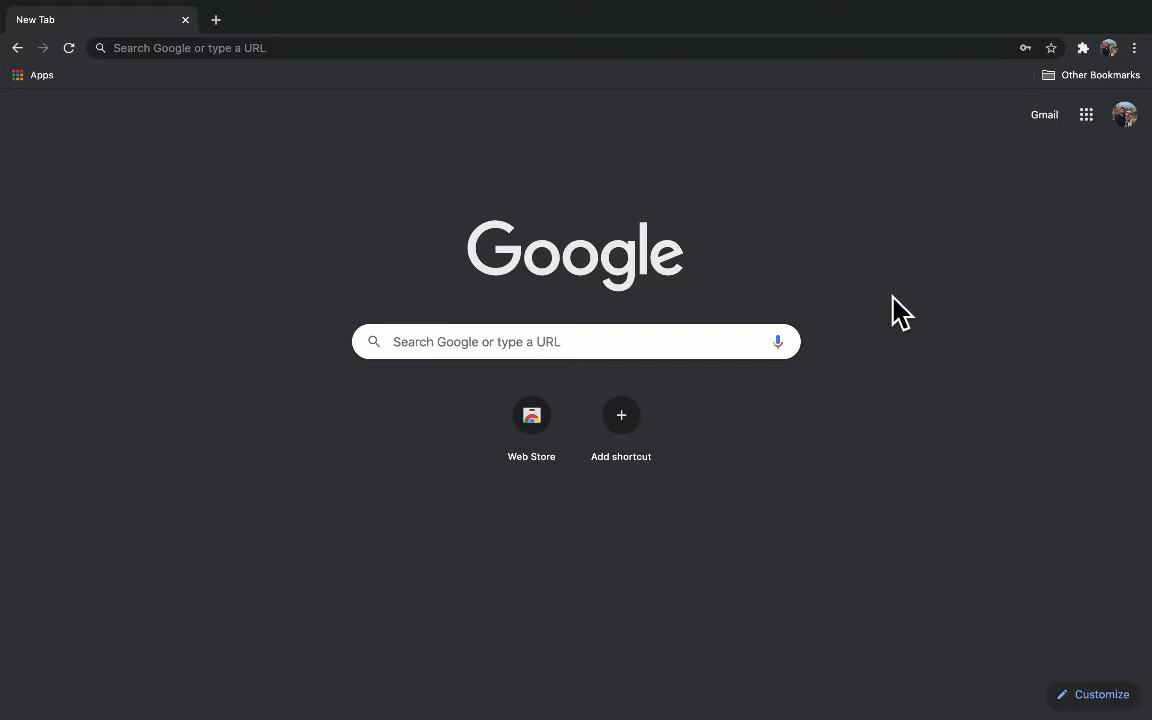 New Tab
Search Google or type a URL
Apps
Other Bookmarks
Gmail
Google
Search Google or type a URL
Web Store
Add shortcut
Customize